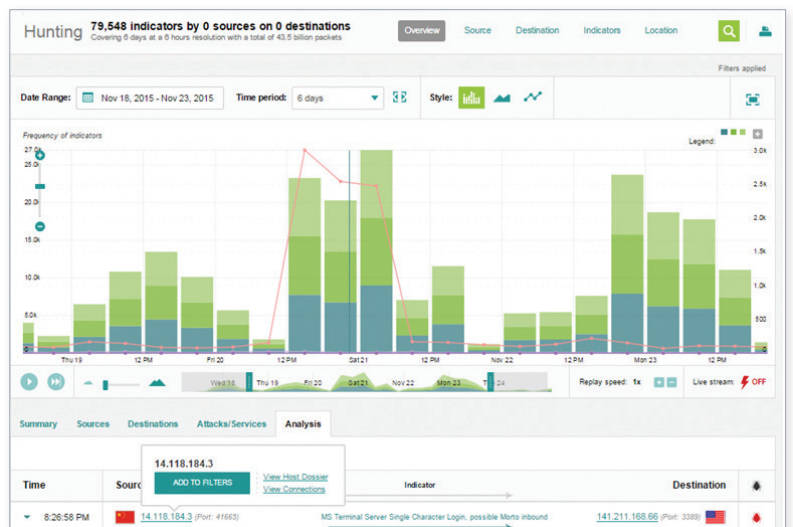 Hunting
79,548 indicators by 0 sources on 0 destinations
Covering 6 days at a 6 hours resolution with a total of 43.5 billion packets
Overview Source Destination Indicators Location
Filters applied
Date Range: Nov 18, 2015 - Nov 23, 2015 Time period: 6 days Style:
Frequency of indicators
Legend:
27.0k 3.0k
2.5k
20.0k 2.0k
15.0k 1.5k
10.0k 1.0k
5.0k 500
0 0
Thu 19 12 PM Fri 20 12 PM Sat 21 12 PM Nov 22 12 PM Mon 23 12 PM
Wed 18 Thu 19 Fri 20 Sat 21 Nov 22 Mon 23 24 Replay speed: 1x Live stream: OFF
Summary Sources Destinations Attacks/Services Analysis
14.118.184.3
ADD TO FILTERS View Host Dossier
View Connections
Time Indicator Destination
8:26:58 PM 14.118.184.3 (Port: 41665) MS Terminal Server Single Character Login, possible Morto inbound 141.211.168.66 (Port: 3389)